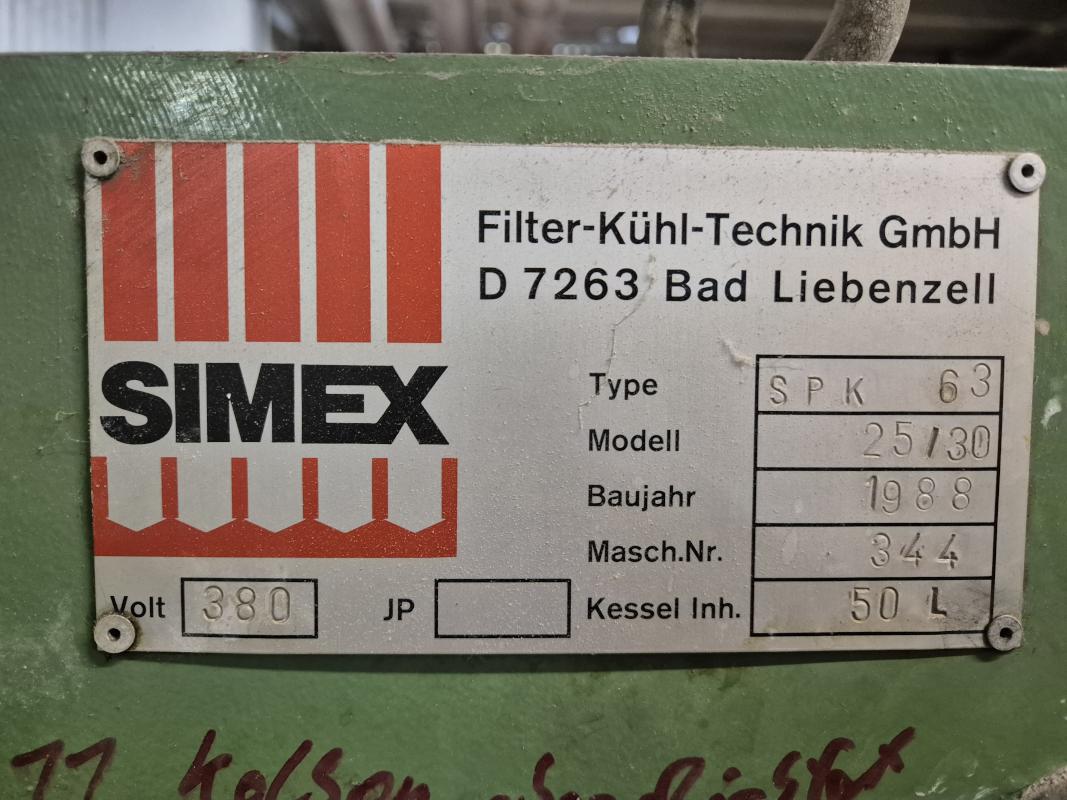 SIMEX
Filter-Kühl-Technik GmbH
D 7263 Bad Liebenzell
Type SPK 63
Modell 25/30
Baujahr 1988
Masch.Nr. 344
Kessel Inh. 50 L
Volt 380
JP
11